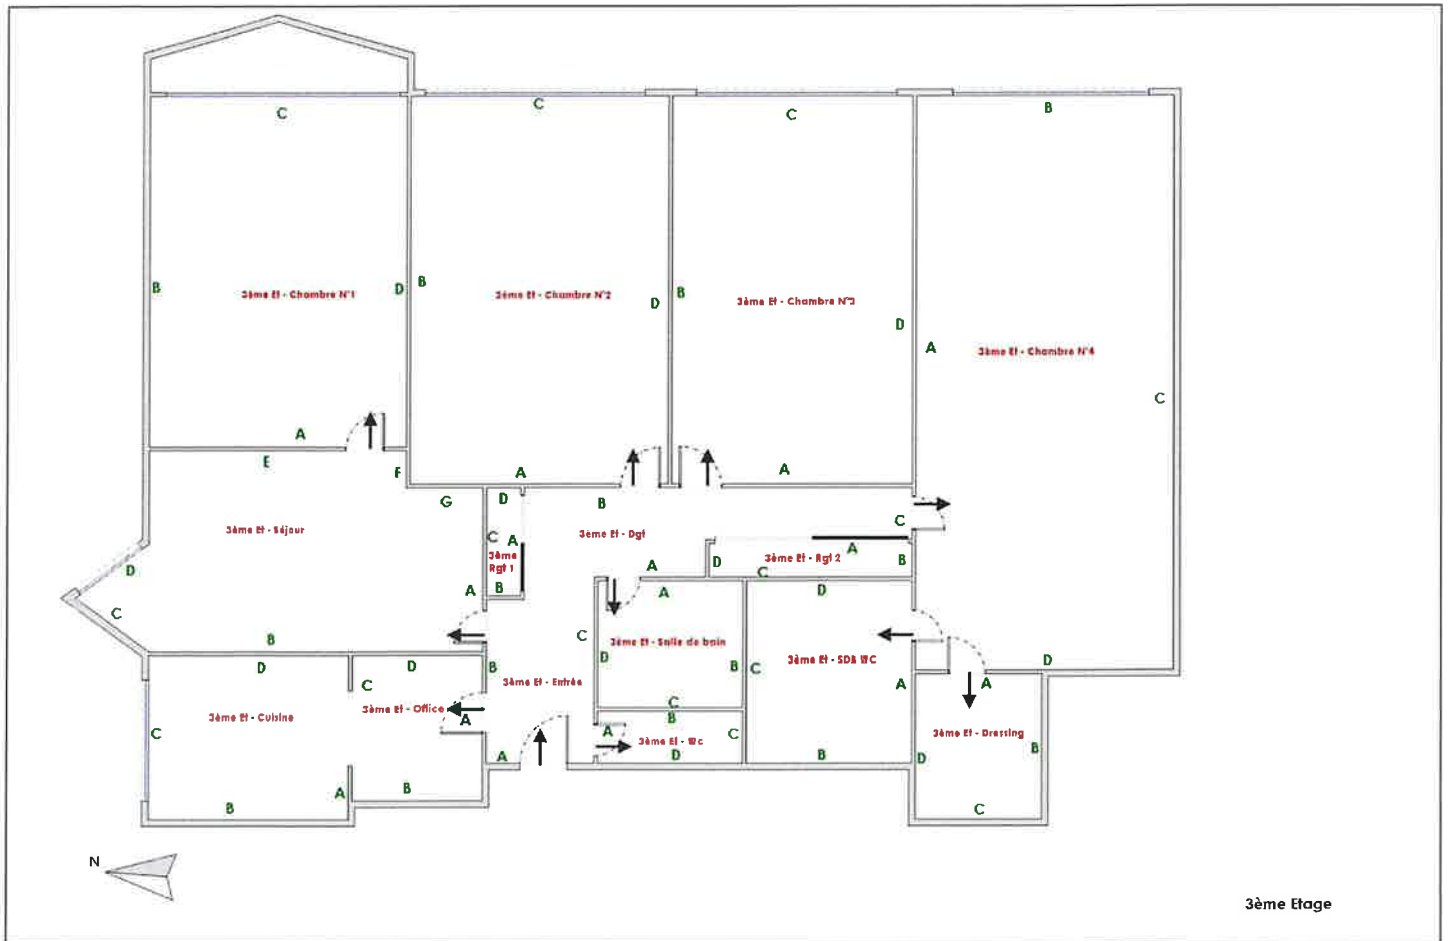 C
C
C
B
B
3ème Et - Chambre N°1
D
B
3ème Et - Chambre N°2
D
B
3ème Et - Chambre N°3
D
A
3ème Et - Chambre N°4
C
A
A
A
E
F
G
3ème Et - Séjour
D
C
B
A
D
C
A
3ème
Rgt 1
B
B
3ème Et - Dgt
A
C
A
D
3ème Et - Rgt 2
B
C
A
3ème Et - Salle de bain
C
D
B
C
D
C
3ème Et - SDB WC
A
B
D
A
3ème Et - Dressing
D
B
C
B
3ème Et - Entrée
A
B
A
3ème Et - Wc
C
D
D
3ème Et - Cuisine
C
B
A
D
C
3ème Et - Office
A
B
N
3ème Etage